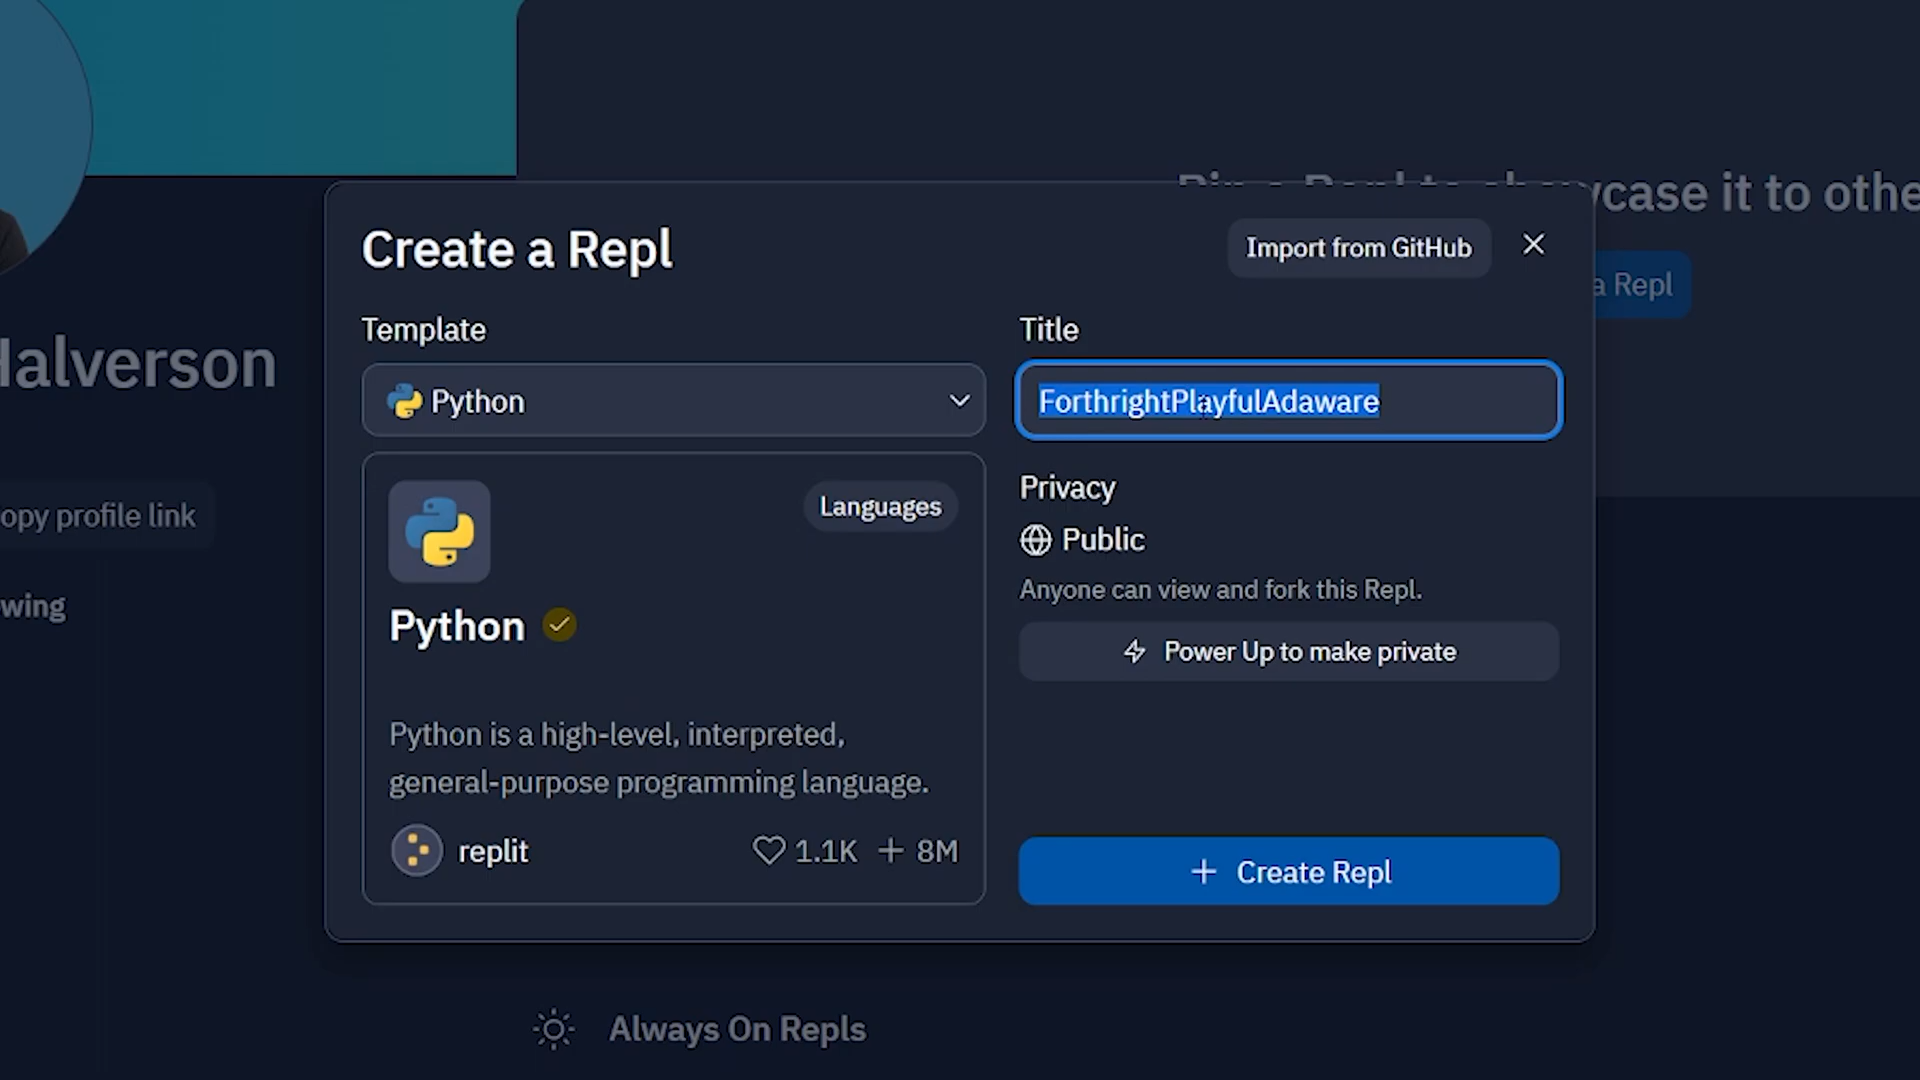 showcase it to othe
Create a Repl
Import from GitHub
a Repl
Template
Title
Halverson
Python
ForthrightPlayfulAdaware
Languages
Privacy
opy profile link
Public
Anyone can view and fork this Repl.
wing
Python
Power Up to make private
Python is a high-level, interpreted,
general-purpose programming language.
replit
1.1K
8M
Create Repl
Always On Repls